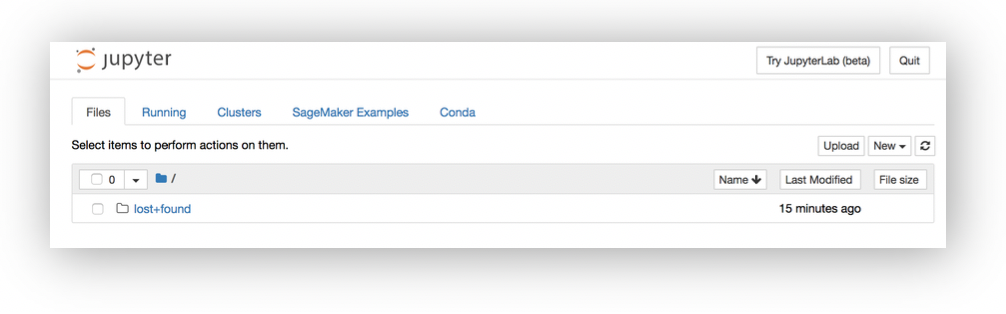 jupyter
Try JupyterLab (beta) Quit
Files Running Clusters SageMaker Examples Conda
Select items to perform actions on them.
Upload New
0 / Name Last Modified File size
lost+found 15 minutes ago